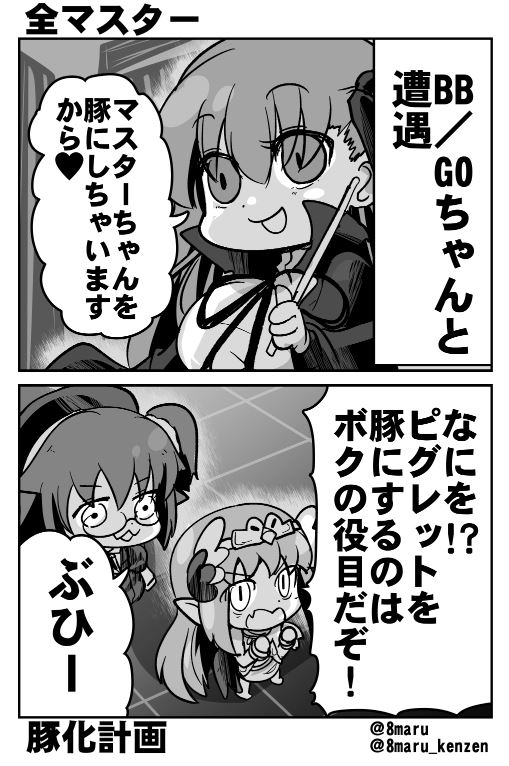 全マスター
BB／GOちゃんと
遭遇
マスターちゃんを
豚にしちゃいます
から♥
なにを!?
ピグレットを
豚にするのは
ボクの役目だぞ！
ぶひー
豚化計画
@8maru
@8maru_kenzen